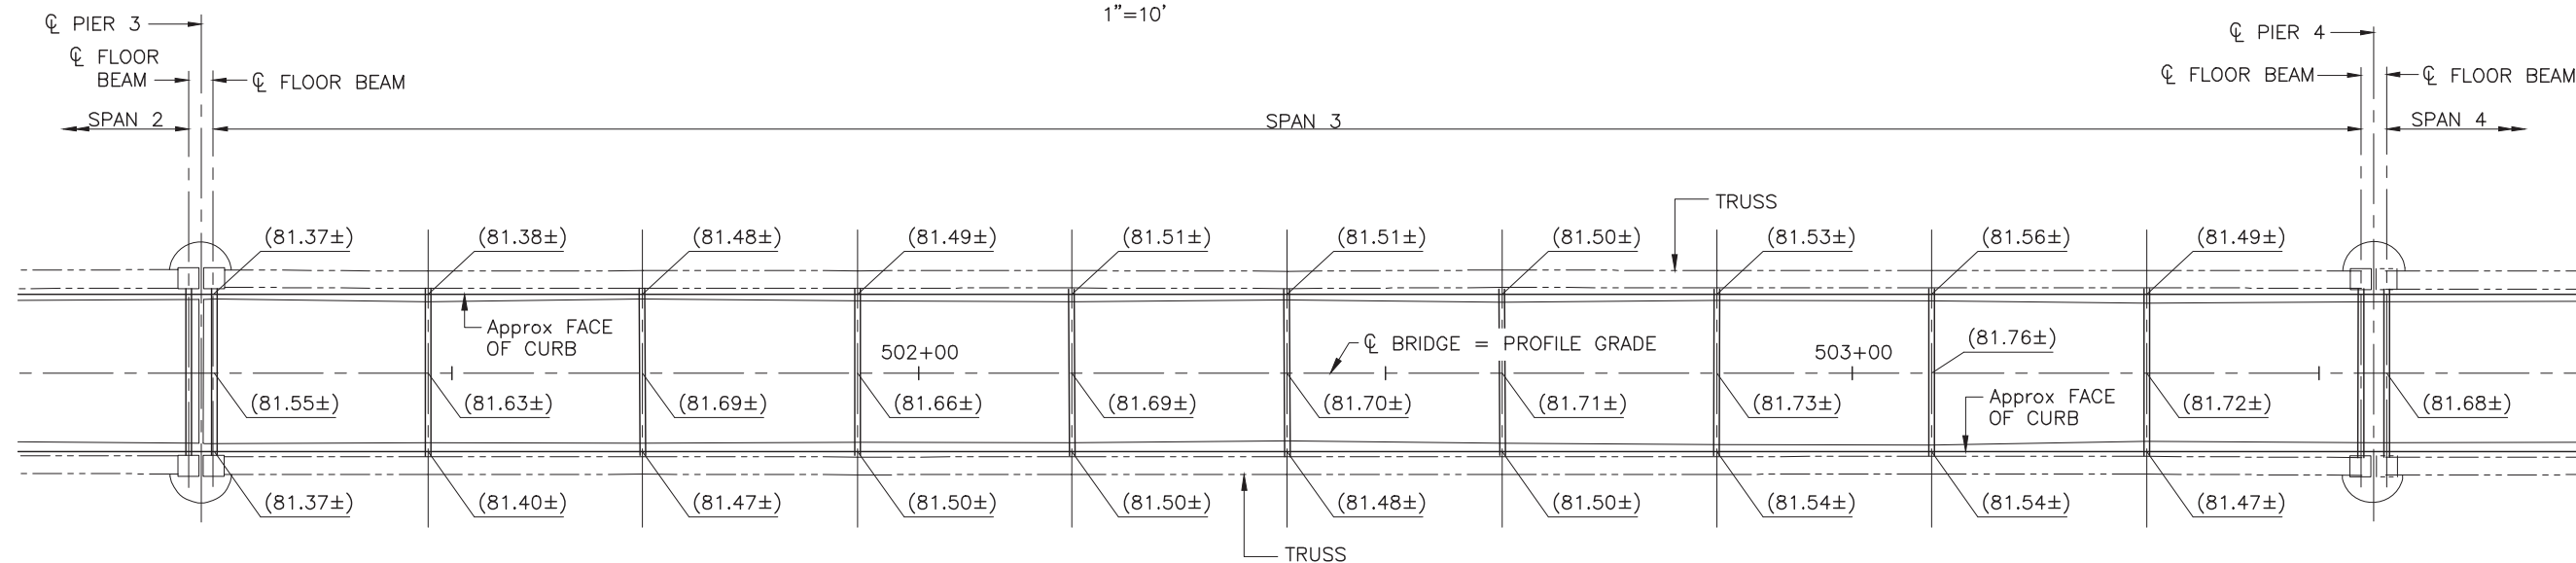 1"=10'
℄ PIER 3
℄ PIER 4
℄ FLOOR
BEAM
℄ FLOOR BEAM
℄ FLOOR BEAM
℄ FLOOR BEAM
SPAN 2
SPAN 3
SPAN 4
TRUSS
(81.37±)
(81.38±)
(81.48±)
(81.49±)
(81.51±)
(81.51±)
(81.50±)
(81.53±)
(81.56±)
(81.49±)
Approx FACE
OF CURB
502+00
℄ BRIDGE = PROFILE GRADE
503+00
(81.76±)
Approx FACE
OF CURB
(81.55±)
(81.63±)
(81.69±)
(81.66±)
(81.69±)
(81.70±)
(81.71±)
(81.73±)
(81.72±)
(81.68±)
(81.37±)
(81.40±)
(81.47±)
(81.50±)
(81.50±)
(81.48±)
(81.50±)
(81.54±)
(81.54±)
(81.47±)
TRUSS